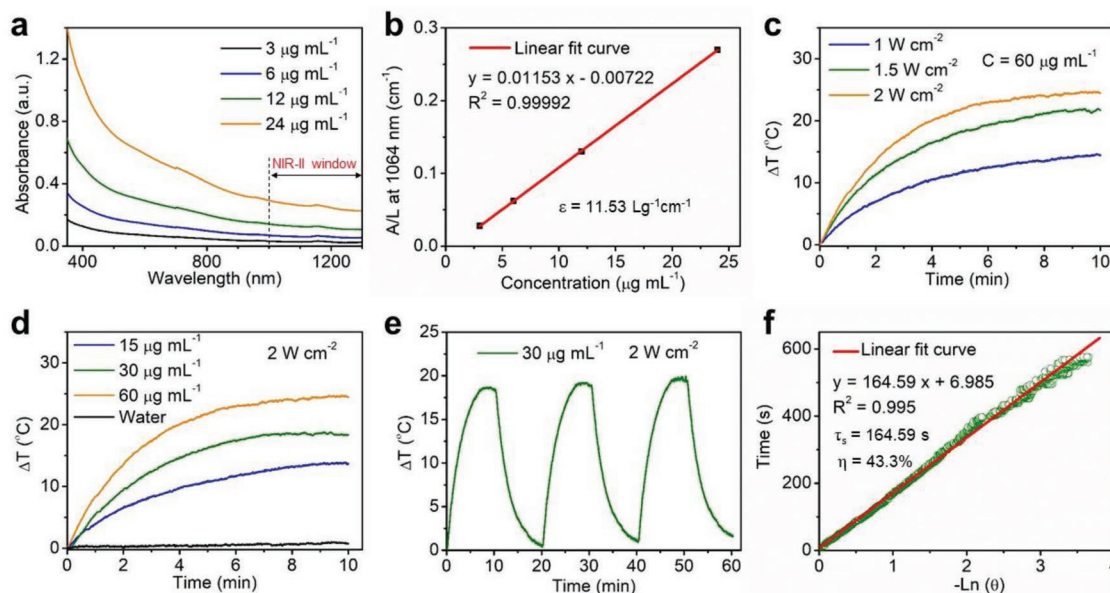 a
3 μg mL⁻¹
6 μg mL⁻¹
12 μg mL⁻¹
24 μg mL⁻¹
NIR-II window
Absorbance (a.u.)
1.2
0.8
0.4
0.0
400 800 1200
Wavelength (nm)
b
Linear fit curve
y = 0.01153 x - 0.00722
R² = 0.99992
ε = 11.53 Lg⁻¹cm⁻¹
A/L at 1064 nm (cm⁻¹)
0.3
0.2
0.1
0.0
0 5 10 15 20 25
Concentration (μg mL⁻¹)
c
1 W cm⁻²
1.5 W cm⁻²
2 W cm⁻²
C = 60 μg mL⁻¹
ΔT (°C)
30
20
10
0
0 2 4 6 8 10
Time (min)
d
15 μg mL⁻¹
30 μg mL⁻¹
60 μg mL⁻¹
Water
2 W cm⁻²
ΔT (°C)
30
20
10
0
0 2 4 6 8 10
Time (min)
e
30 μg mL⁻¹ 2 W cm⁻²
ΔT (°C)
25
20
15
10
5
0
0 10 20 30 40 50 60
Time (min)
f
Linear fit curve
y = 164.59 x + 6.985
R² = 0.995
τs = 164.59 s
η = 43.3%
Time (s)
600
400
200
0
0 1 2 3
-Ln (θ)